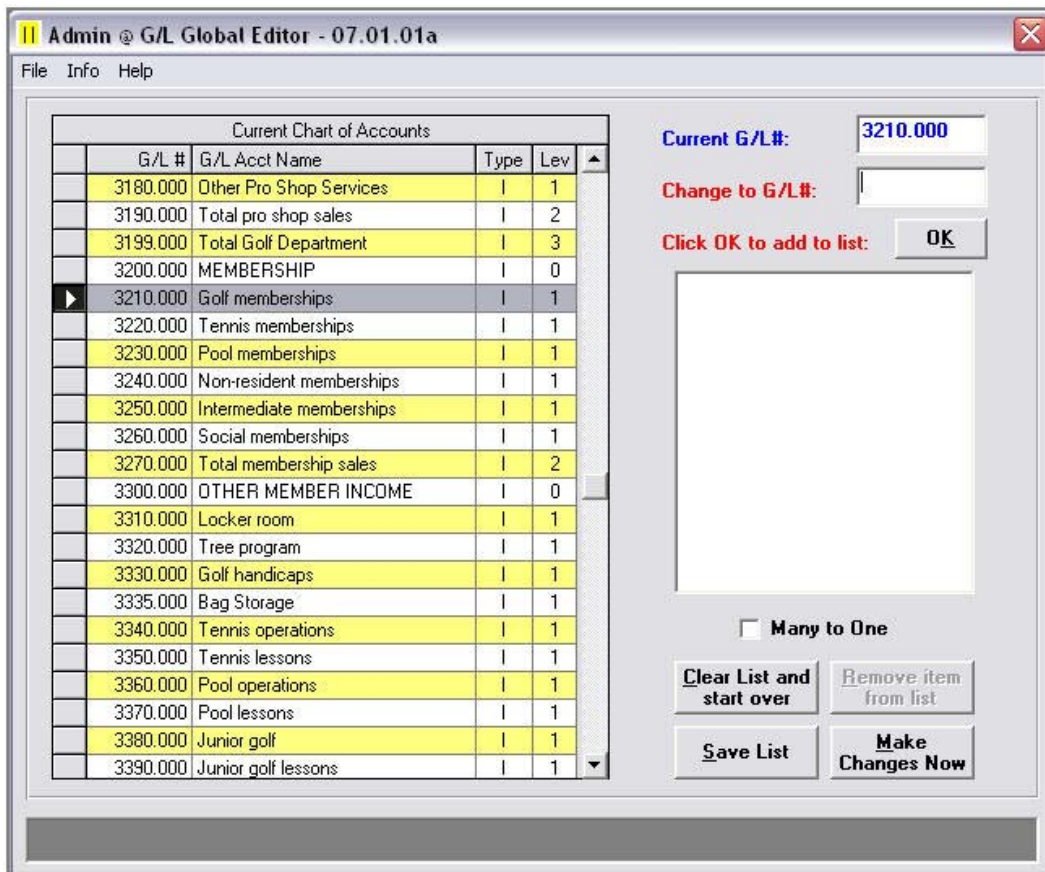 Admin @ G/L Global Editor - 07.01.01a
File Info Help
Current Chart of Accounts
G/L # G/L Acct Name Type Lev
3180.000 Other Pro Shop Services I 1
3190.000 Total pro shop sales I 2
3199.000 Total Golf Department I 3
3200.000 MEMBERSHIP I 0
3210.000 Golf memberships I 1
3220.000 Tennis memberships I 1
3230.000 Pool memberships I 1
3240.000 Non-resident memberships I 1
3250.000 Intermediate memberships I 1
3260.000 Social memberships I 1
3270.000 Total membership sales I 2
3300.000 OTHER MEMBER INCOME I 0
3310.000 Locker room I 1
3320.000 Tree program I 1
3330.000 Golf handicaps I 1
3335.000 Bag Storage I 1
3340.000 Tennis operations I 1
3350.000 Tennis lessons I 1
3360.000 Pool operations I 1
3370.000 Pool lessons I 1
3380.000 Junior golf I 1
3390.000 Junior golf lessons I 1
Current G/L#: 3210.000
Change to G/L#:
Click OK to add to list: OK
Many to One
Clear List and
start over
Remove item
from list
Save List
Make
Changes Now